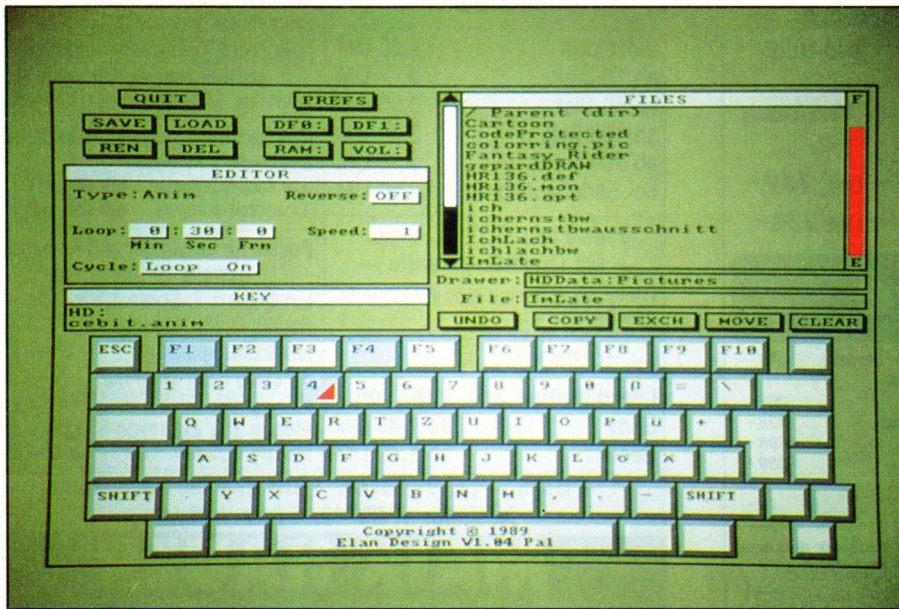 QUIT PREFS
SAVE LOAD DF0: DF1:
REN DEL RAM: VOL:
EDITOR
Type:Anim Reverse: OFF
Loop: 0 : 30 : 0 Speed: 1
Min Sec Frm
Cycle: Loop On
KEY
HD:
cebit.anim
FILES
F
/ Parent (dir)
Cartoon
CodeProtected
colorring.pic
Fantasy_Rider
gepardDRAW
HR136.def
HR136.mon
HR136.opt
ich
ichernstbw
ichernstbwausschnitt
IchLach
ichlachbw
ImLate
E
Drawer: HDData:Pictures
File: ImLate
UNDO COPY EXCH MOVE CLEAR
ESC F1 F2 F3 F4 F5 F6 F7 F8 F9 F10
1 2 3 4 5 6 7 8 9 0 β = \
Q W E R T Z U I O P ü +
A S D F G H J K L ö Ä
SHIFT . Y X C V B N M , . - SHIFT
Copyright © 1989
Elan Design V1.04 Pal